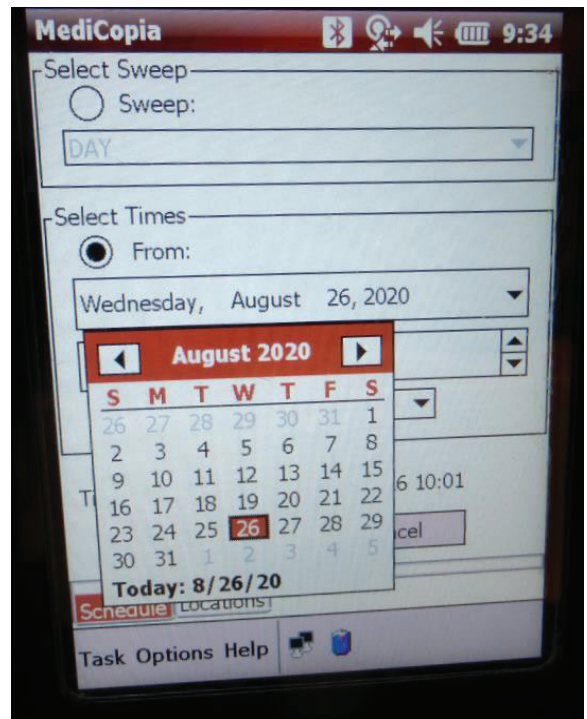 MediCopia 9:34
Select Sweep
Sweep:
DAY
Select Times
From:
Wednesday, August 26, 2020
August 2020
S M T W T F S
26 27 28 29 30 31 1
2 3 4 5 6 7 8
9 10 11 12 13 14 15
16 17 18 19 20 21 22
23 24 25 26 27 28 29
30 31 1 2 3 4 5
Today: 8/26/20
6 10:01
ncel
Schedule Locations
Task Options Help